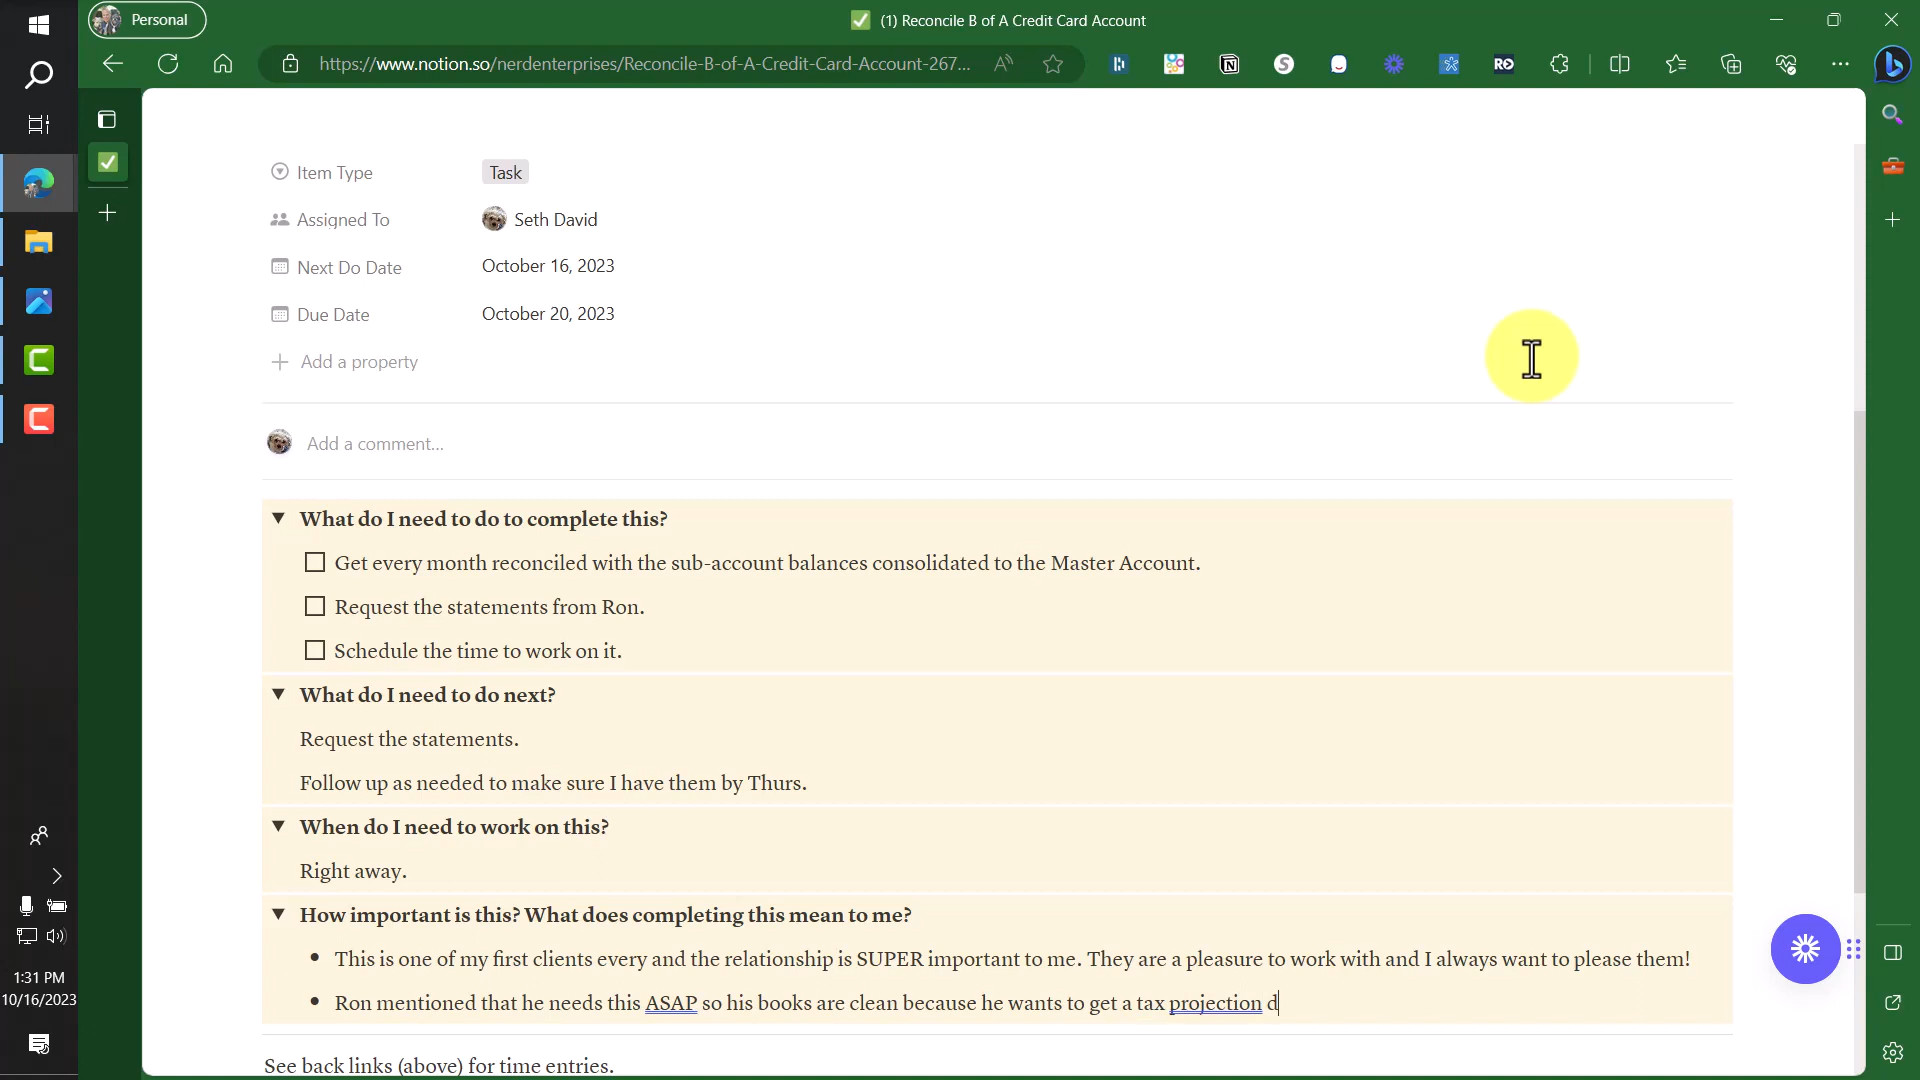 Personal
(1) Reconcile B of A Credit Card Account
https://www.notion.so/nerdenterprises/Reconcile-B-of-A-Credit-Card-Account-267...
Item Type
Task
Assigned To
Seth David
Next Do Date
October 16, 2023
Due Date
October 20, 2023
Add a property
Add a comment...
What do I need to do to complete this?
Get every month reconciled with the sub-account balances consolidated to the Master Account.
Request the statements from Ron.
Schedule the time to work on it.
What do I need to do next?
Request the statements.
Follow up as needed to make sure I have them by Thurs.
When do I need to work on this?
Right away.
How important is this? What does completing this mean to me?
• This is one of my first clients every and the relationship is SUPER important to me. They are a pleasure to work with and I always want to please them!
• Ron mentioned that he needs this ASAP so his books are clean because he wants to get a tax projection d
See back links (above) for time entries.
1:31 PM
10/16/2023